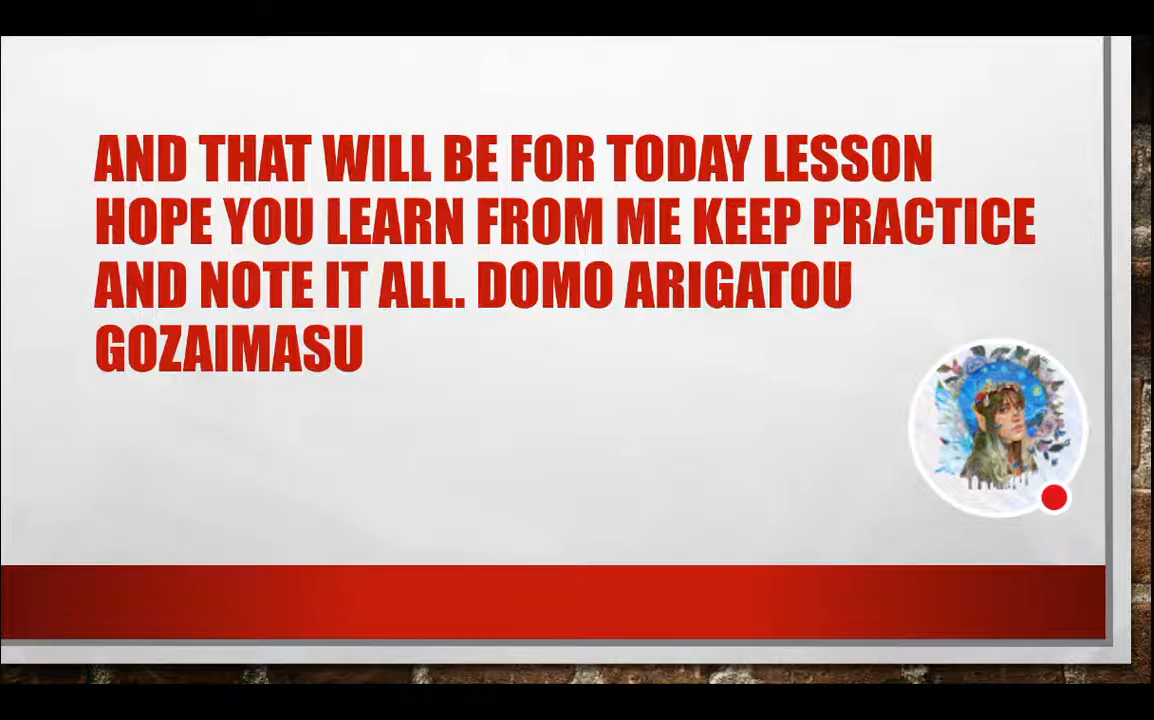 AND THAT WILL BE FOR TODAY LESSON
HOPE YOU LEARN FROM ME KEEP PRACTICE
AND NOTE IT ALL. DOMO ARIGATOU
GOZAIMASU